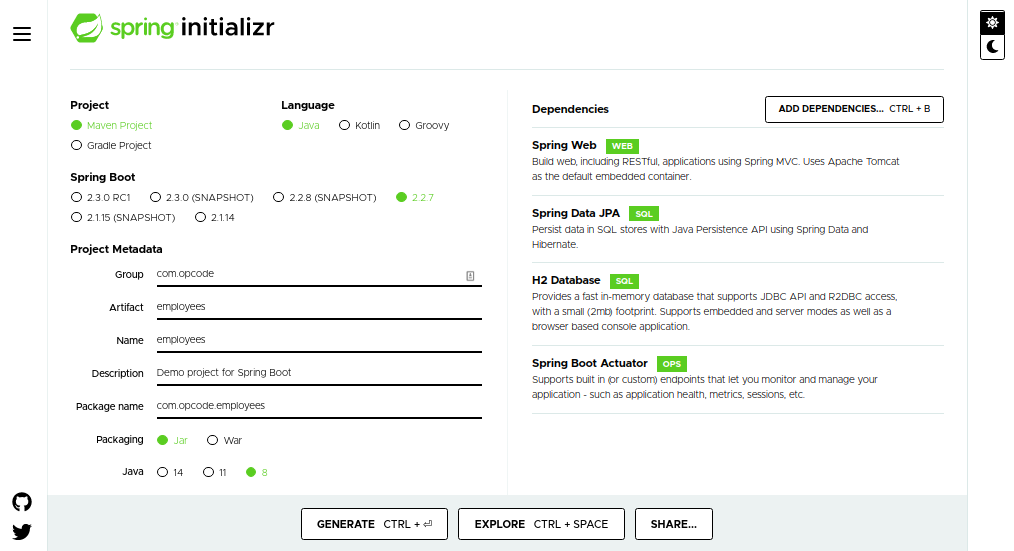 spring initializr
Project
Maven Project
Gradle Project
Language
Java Kotlin Groovy
Spring Boot
2.3.0 RC1 2.3.0 (SNAPSHOT) 2.2.8 (SNAPSHOT) 2.2.7
2.1.15 (SNAPSHOT) 2.1.14
Project Metadata
Group com.opcode
Artifact employees
Name employees
Description Demo project for Spring Boot
Package name com.opcode.employees
Packaging Jar War
Java 14 11 8
Dependencies
ADD DEPENDENCIES... CTRL + B
Spring Web WEB
Build web, including RESTful, applications using Spring MVC. Uses Apache Tomcat
as the default embedded container.
Spring Data JPA SQL
Persist data in SQL stores with Java Persistence API using Spring Data and
Hibernate.
H2 Database SQL
Provides a fast in-memory database that supports JDBC API and R2DBC access,
with a small (2mb) footprint. Supports embedded and server modes as well as a
browser based console application.
Spring Boot Actuator OPS
Supports built in (or custom) endpoints that let you monitor and manage your
application - such as application health, metrics, sessions, etc.
GENERATE CTRL + ⏎
EXPLORE CTRL + SPACE
SHARE...